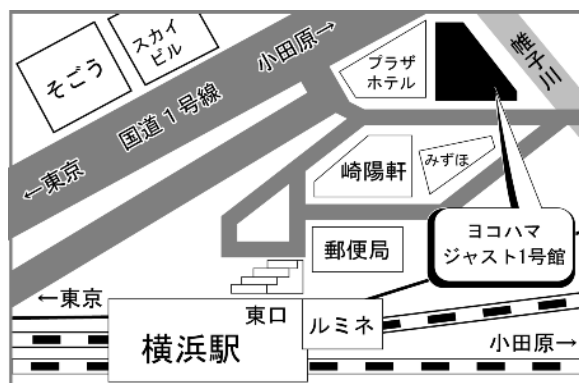 そごう
スカイ
ビル
小田原→
国道1号線
←東京
プラザ
ホテル
帷子川
崎陽軒
みずほ
ヨコハマ
ジャスト1号館
郵便局
←東京
東口
ルミネ
横浜駅
小田原→